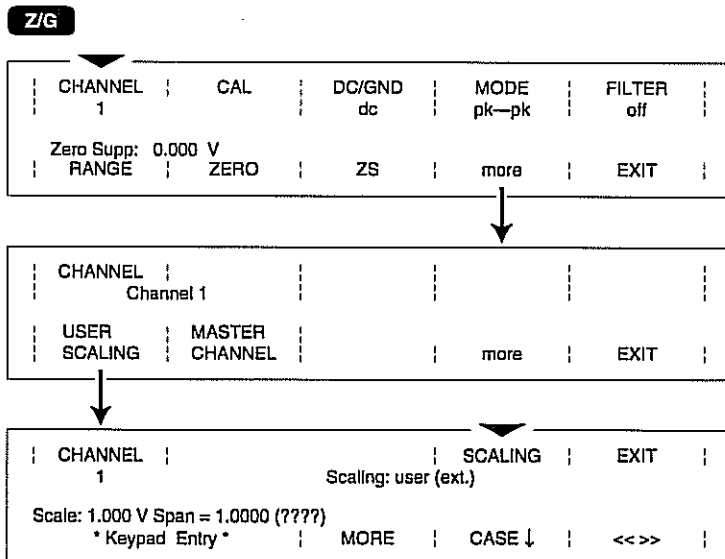 Z/G
CHANNEL CAL DC/GND MODE FILTER
1 dc pk—pk off
Zero Supp: 0.000 V
RANGE ZERO ZS more EXIT
CHANNEL
Channel 1
USER MASTER
SCALING CHANNEL more EXIT
CHANNEL SCALING EXIT
1 Scaling: user (ext.)
Scale: 1.000 V Span = 1.0000 (????)
* Keypad Entry * MORE CASE ↓ << >>